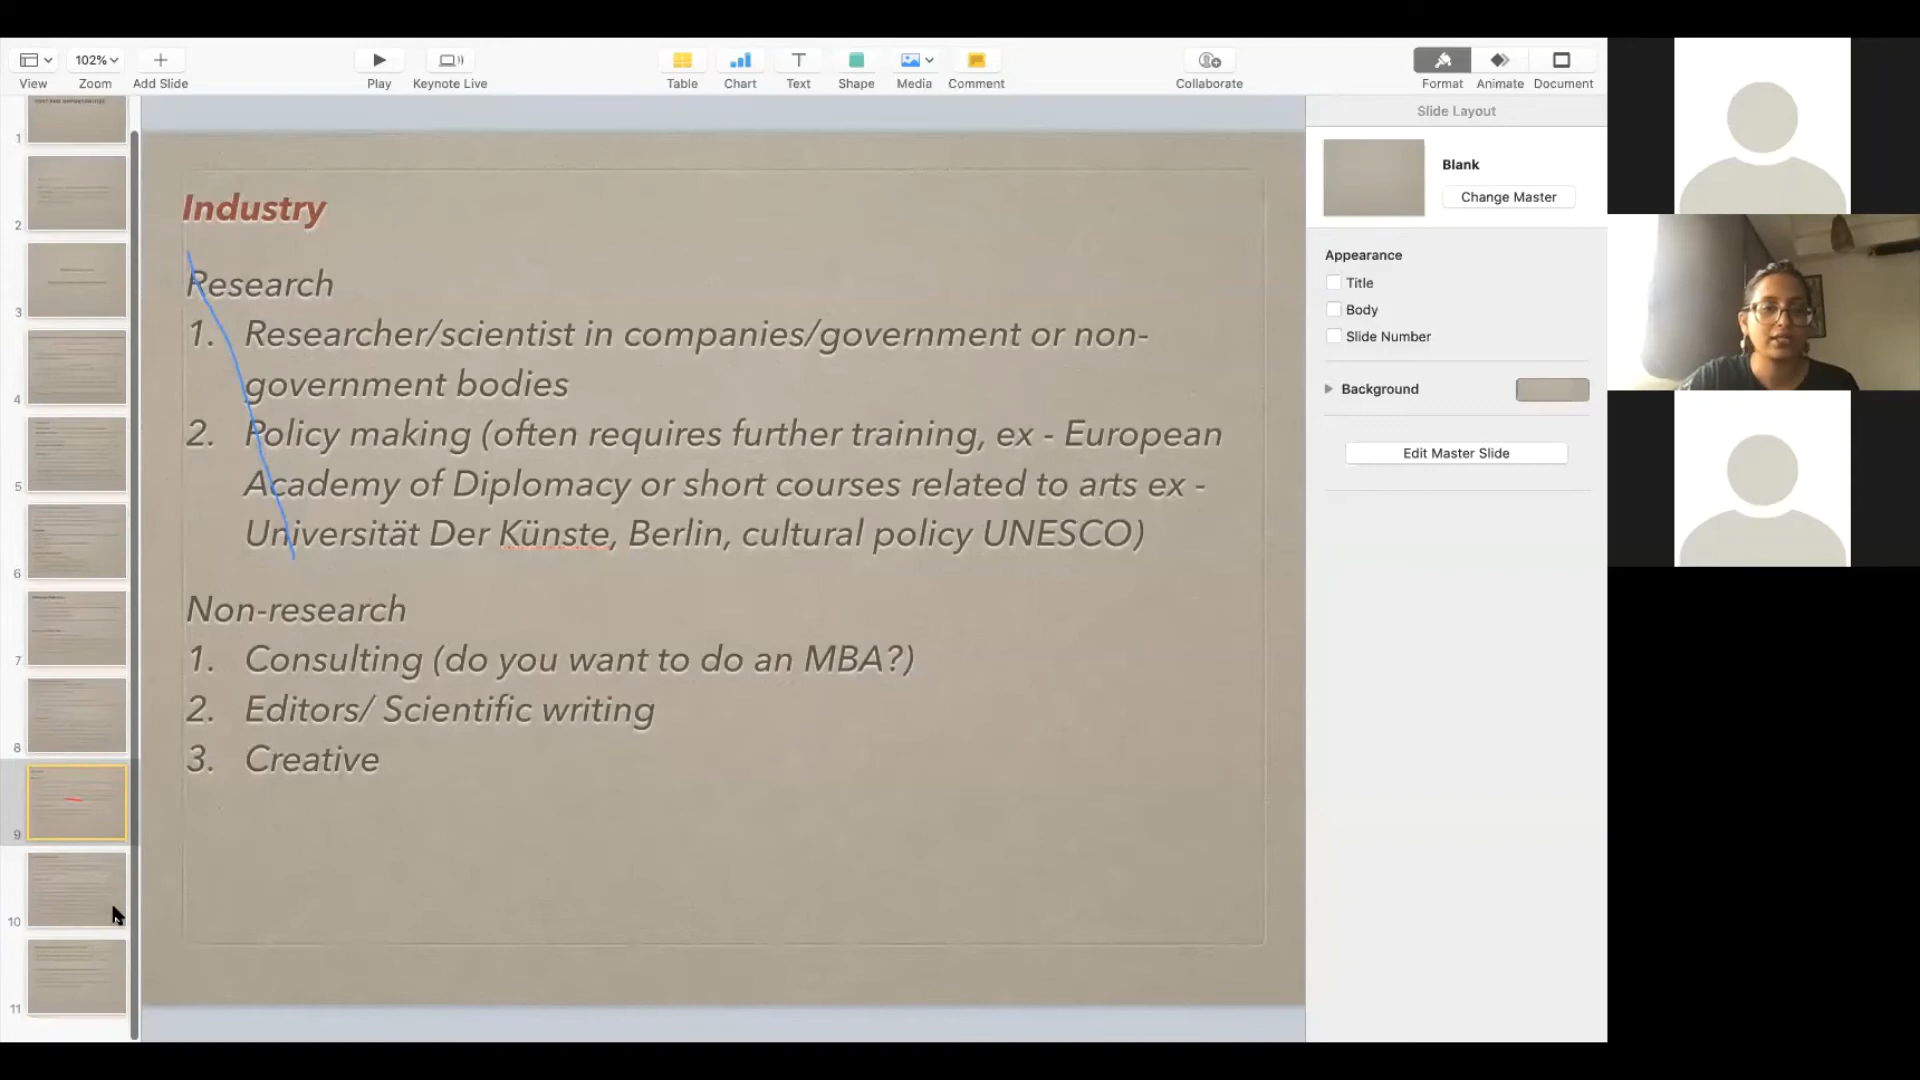 View
102%
Zoom
Add Slide
Play
Keynote Live
Table
Chart
Text
Shape
Media
Comment
Collaborate
Format
Animate
Document
Slide Layout
Blank
Change Master
Appearance
Title
Body
Slide Number
Background
Edit Master Slide
1
2
3
4
5
6
7
8
9
10
11
Industry
Research
1. Researcher/scientist in companies/government or non-
government bodies
2. Policy making (often requires further training, ex - European
Academy of Diplomacy or short courses related to arts ex -
Universität Der Künste, Berlin, cultural policy UNESCO)
Non-research
1. Consulting (do you want to do an MBA?)
2. Editors/ Scientific writing
3. Creative